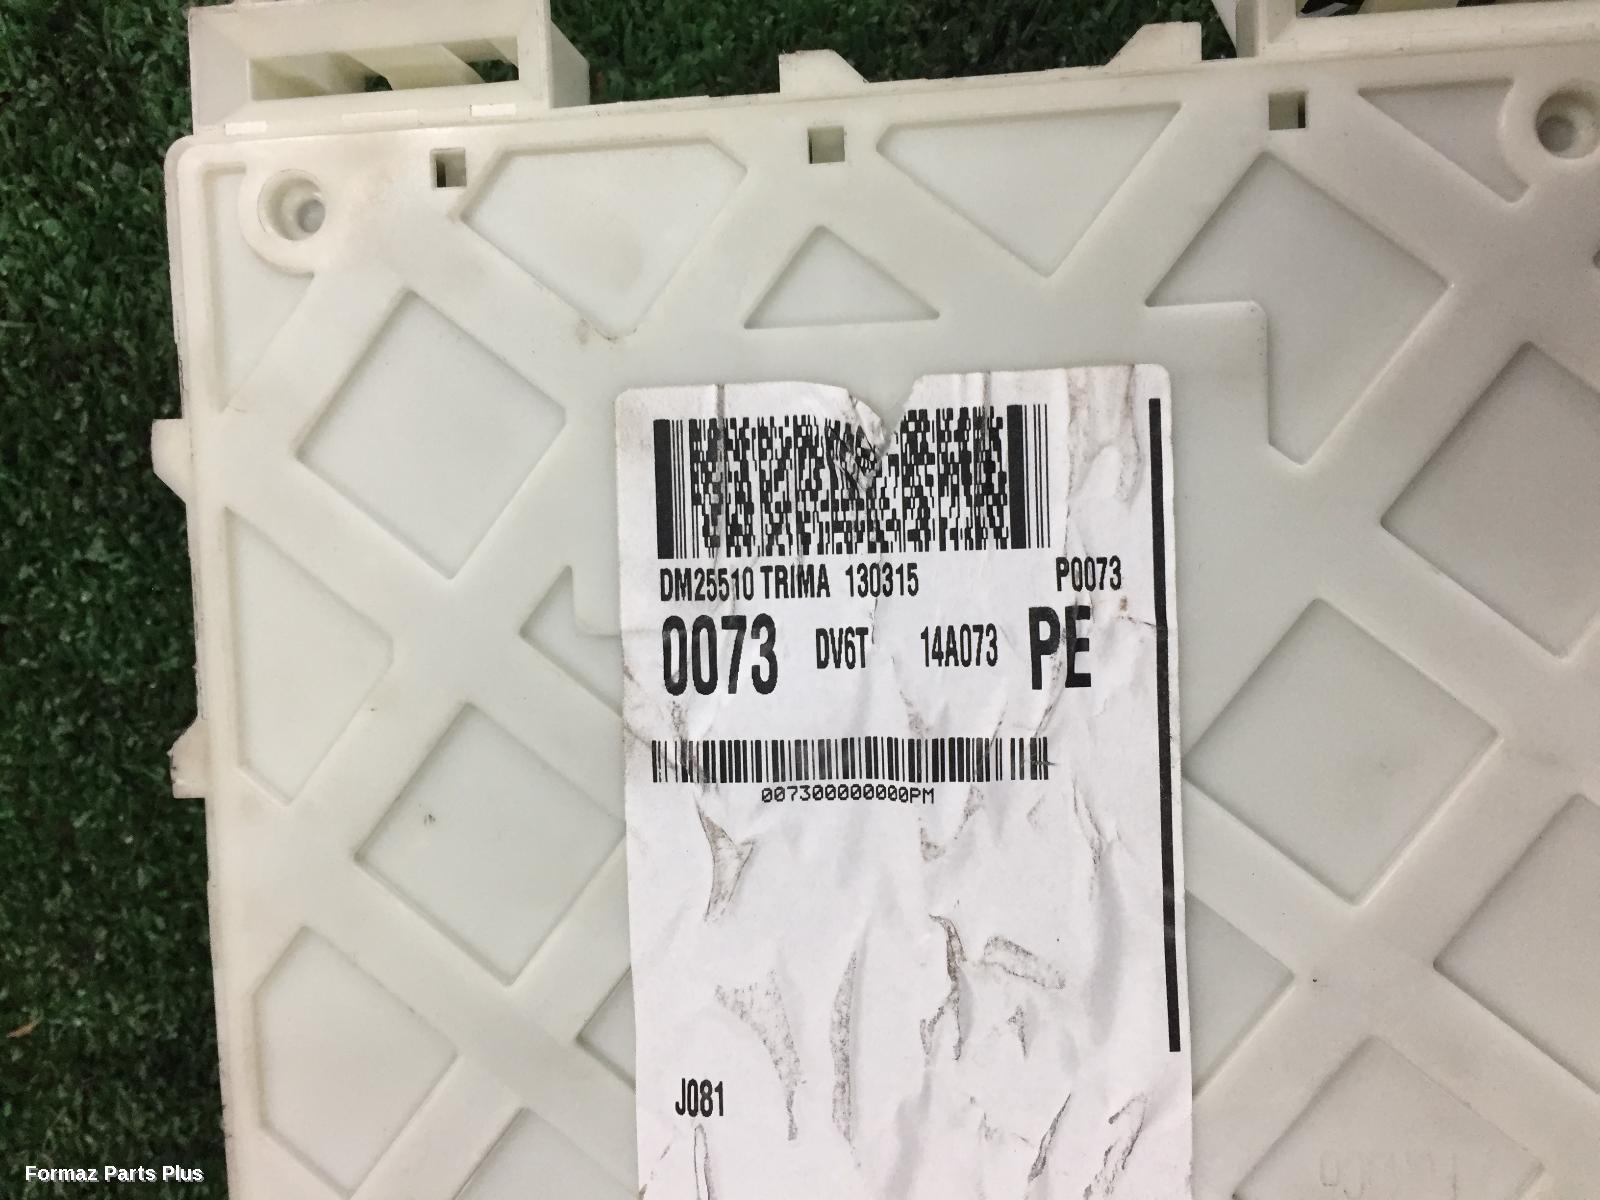 DM25510 TRIMA 130315 P0073
0073 DV6T 14A073 PE
007300000000PM
J081
Formaz Parts Plus